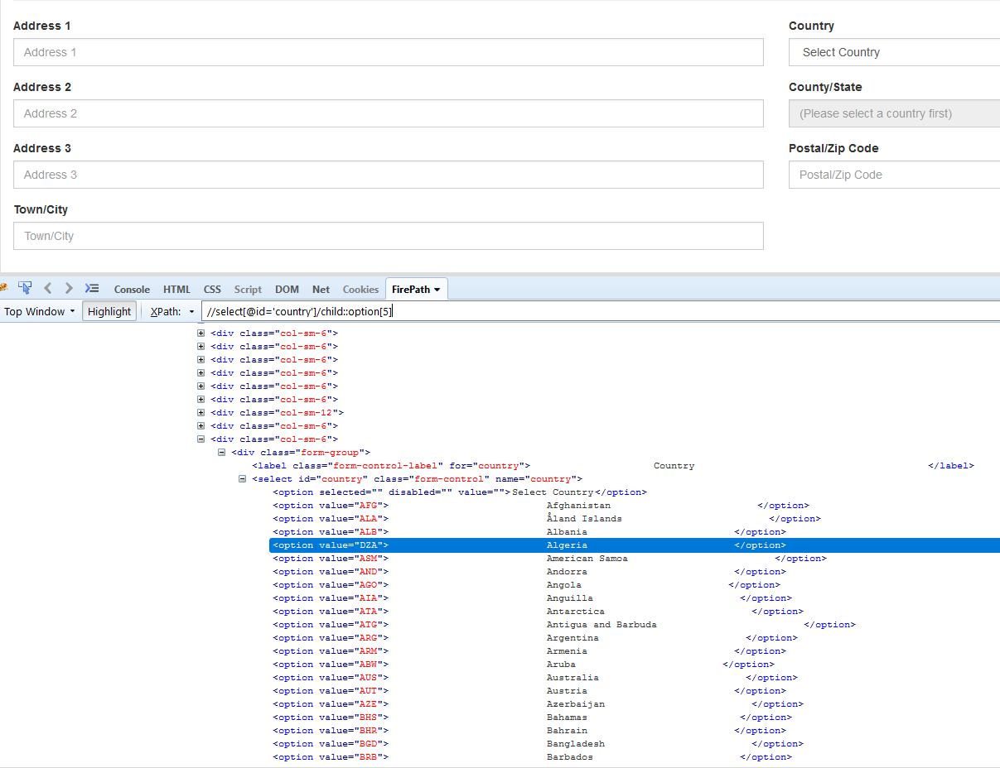 Address 1
Country
Address 1
Select Country
Address 2
County/State
Address 2
(Please select a country first)
Address 3
Postal/Zip Code
Address 3
Postal/Zip Code
Town/City
Town/City
Console HTML CSS Script DOM Net Cookies FirePath
Top Window Highlight XPath: //select[@id='country']/child::option[5]
<div class="col-sm-6">
<div class="col-sm-6">
<div class="col-sm-6">
<div class="col-sm-6">
<div class="col-sm-6">
<div class="col-sm-6">
<div class="col-sm-12">
<div class="col-sm-6">
<div class="col-sm-6">
<div class="form-group">
<label class="form-control-label" for="country"> Country </label>
<select id="country" class="form-control" name="country">
<option selected="" disabled="" value="">Select Country</option>
<option value="AFG"> Afghanistan </option>
<option value="ALA"> Åland Islands </option>
<option value="ALB"> Albania </option>
<option value="DZA"> Algeria </option>
<option value="ASM"> American Samoa </option>
<option value="AND"> Andorra </option>
<option value="AGO"> Angola </option>
<option value="AIA"> Anguilla </option>
<option value="ATA"> Antarctica </option>
<option value="ATG"> Antigua and Barbuda </option>
<option value="ARG"> Argentina </option>
<option value="ARM"> Armenia </option>
<option value="ABW"> Aruba </option>
<option value="AUS"> Australia </option>
<option value="AUT"> Austria </option>
<option value="AZE"> Azerbaijan </option>
<option value="BHS"> Bahamas </option>
<option value="BHR"> Bahrain </option>
<option value="BGD"> Bangladesh </option>
<option value="BRB"> Barbados </option>